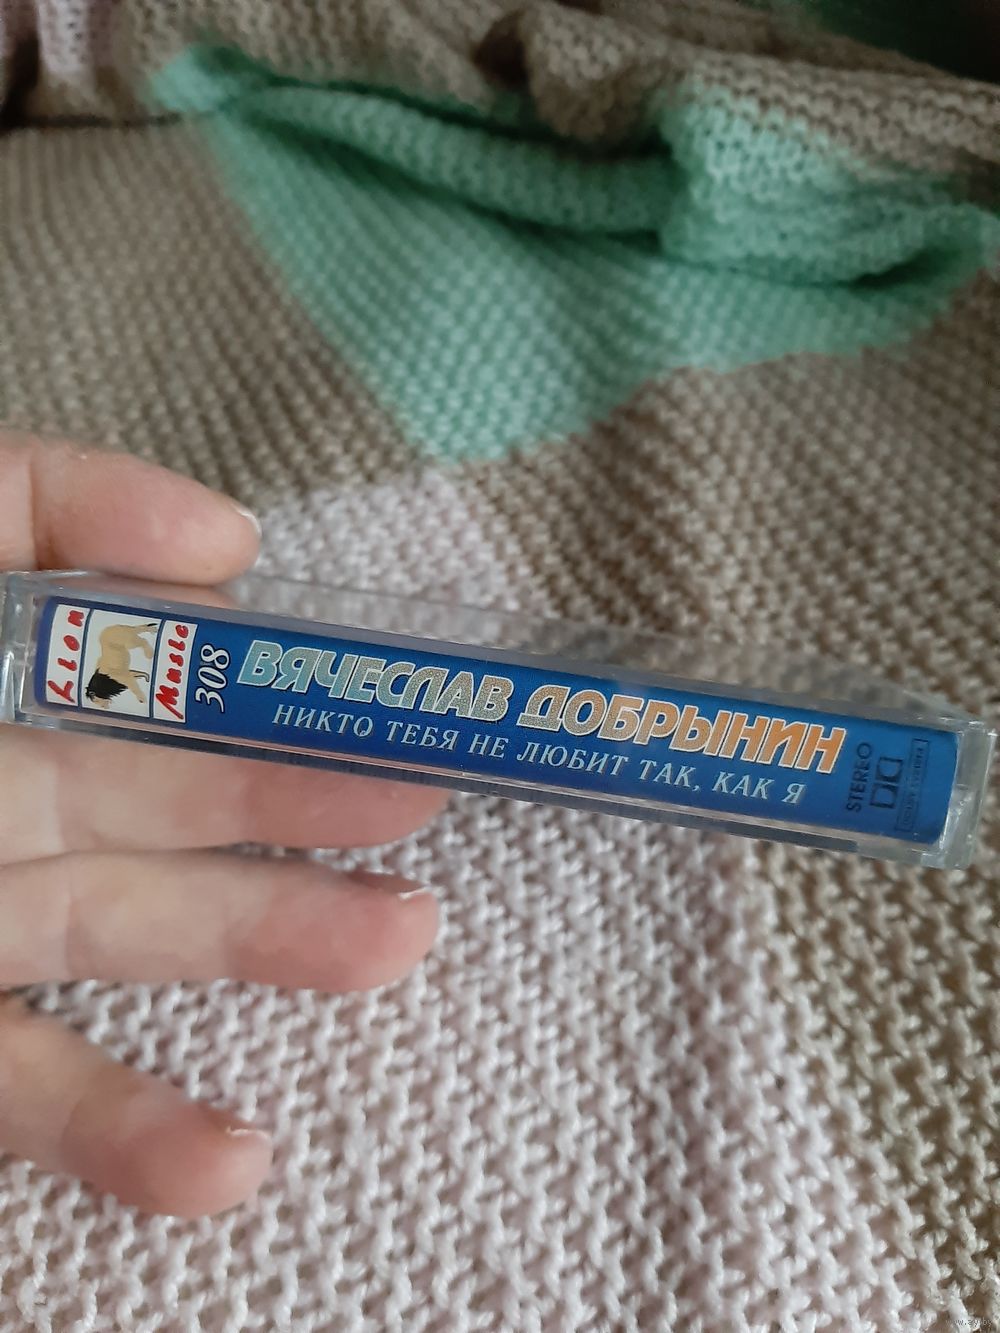 Lion
Music
308
ВЯЧЕСЛАВ ДОБРЫНИН
НИКТО ТЕБЯ НЕ ЛЮБИТ ТАК, КАК Я
STEREO